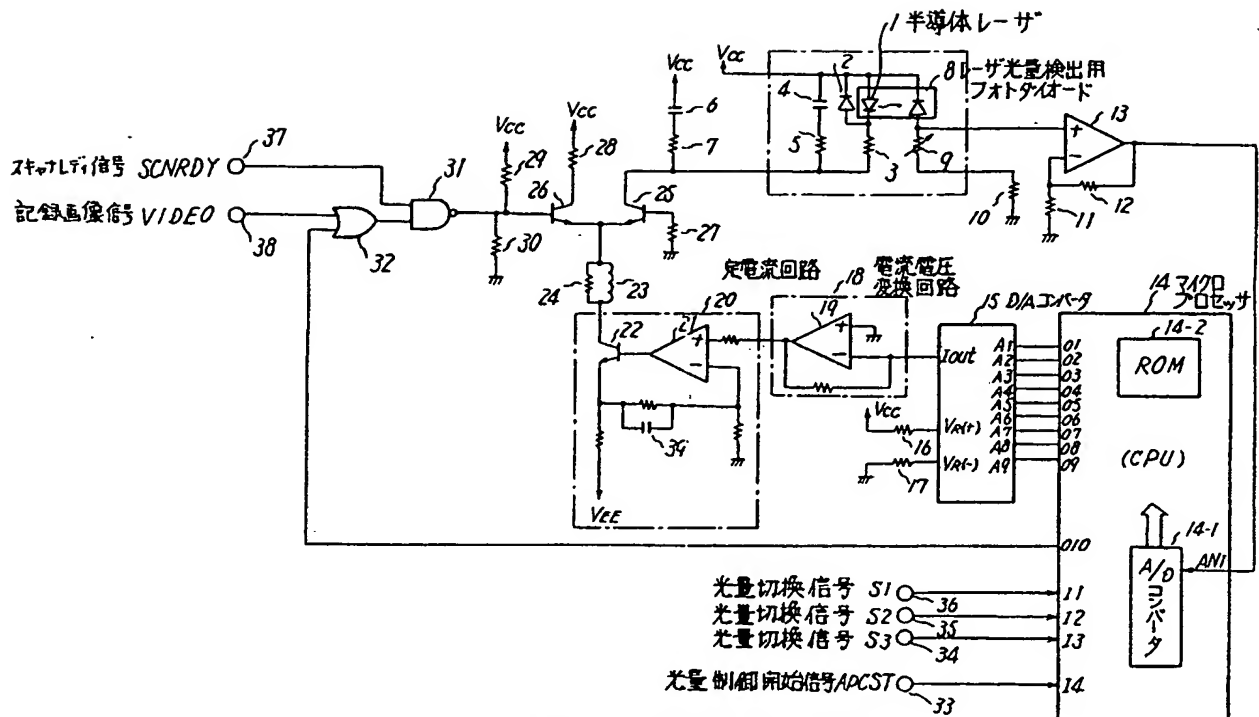 1 半導体レーザ
8 レーザ光量検出用
フォトダイオード
Vcc
2
4
5
3
9
6
7
Vcc
Vcc
28
Vcc
29
26
25
27
30
31
32
37
スキャナレディ信号 SCNRDY
記録画像信号 VIDEO
38
10
11
12
13
+
−
24
23
定電流回路
20
21
22
+
−
39
VEE
電流電圧
変換回路
18
19
+
−
15 D/Aコンバータ
Iout
A1
A2
A3
A4
A5
A6
A7
A8
A9
Vcc
16
VR(+)
17
VR(-)
14 マイクロ
プロセッサ
14-2
ROM
01
02
03
04
05
06
07
08
09
(CPU)
010
14-1
A/D
コンバータ
AN1
光量切換信号 S1
36
I1
光量切換信号 S2
35
I2
光量切換信号 S3
34
I3
光量制御開始信号 APCST
33
I4